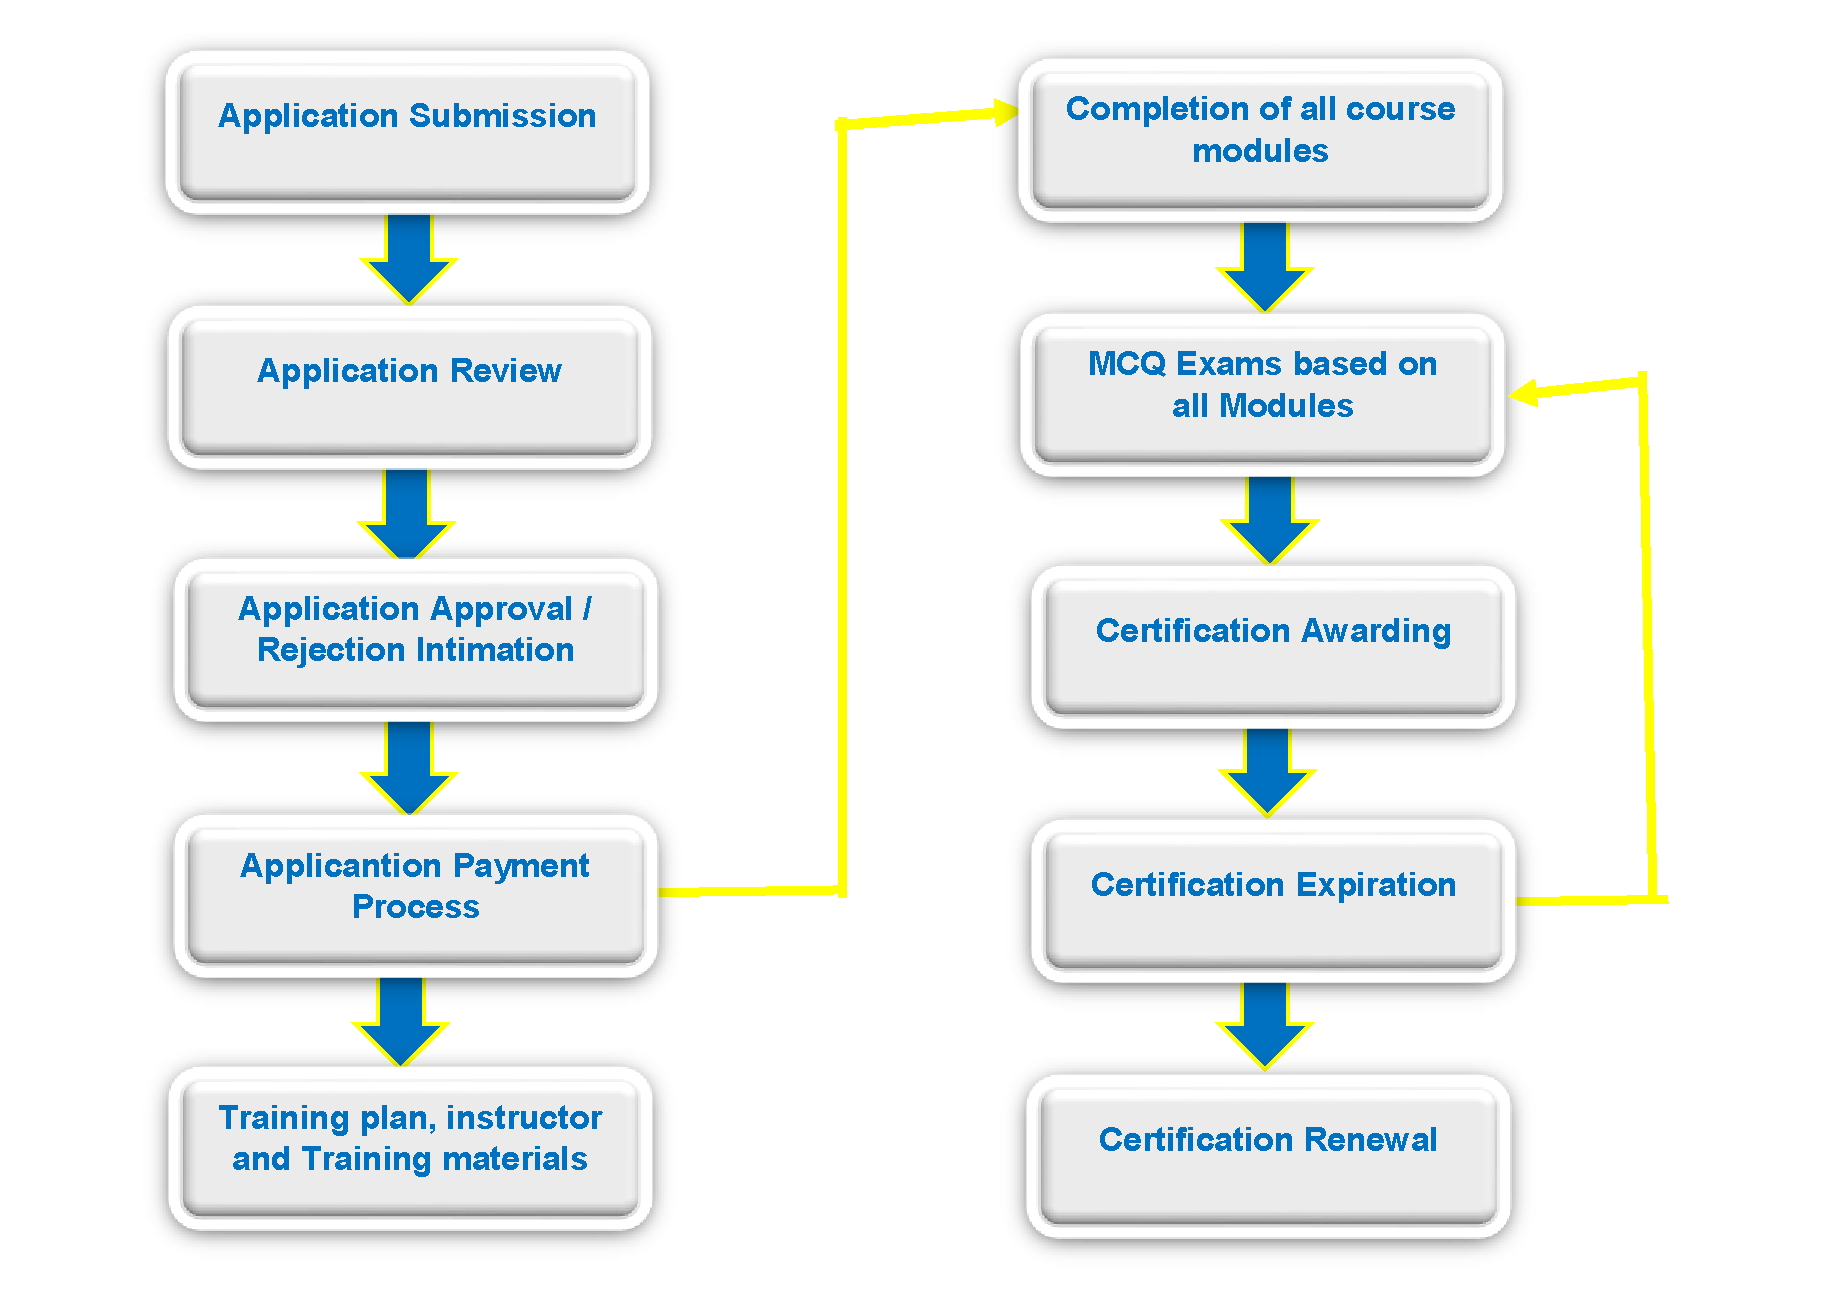 Application Submission
Application Review
Application Approval /
Rejection Intimation
Applicantion Payment
Process
Training plan, instructor
and Training materials
Completion of all course
modules
MCQ Exams based on
all Modules
Certification Awarding
Certification Expiration
Certification Renewal